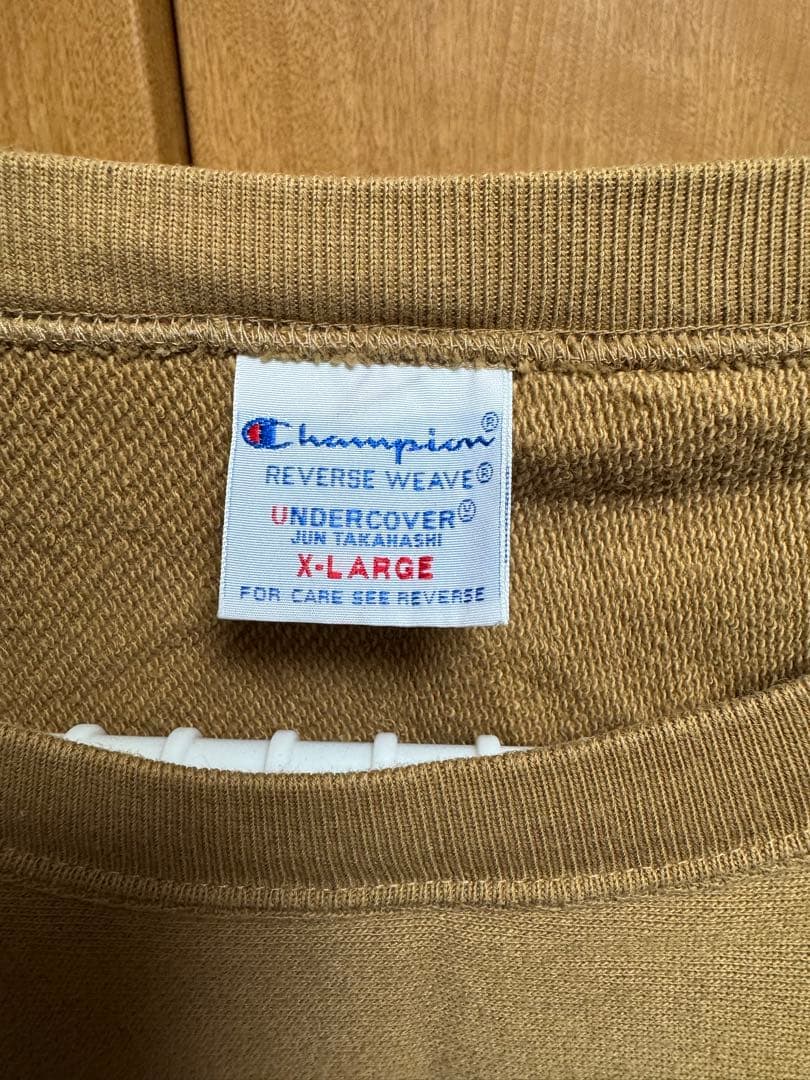 Champion®
REVERSE WEAVE®
UNDERCOVER Ⓤ
JUN TAKAHASHI
X-LARGE
FOR CARE SEE REVERSE